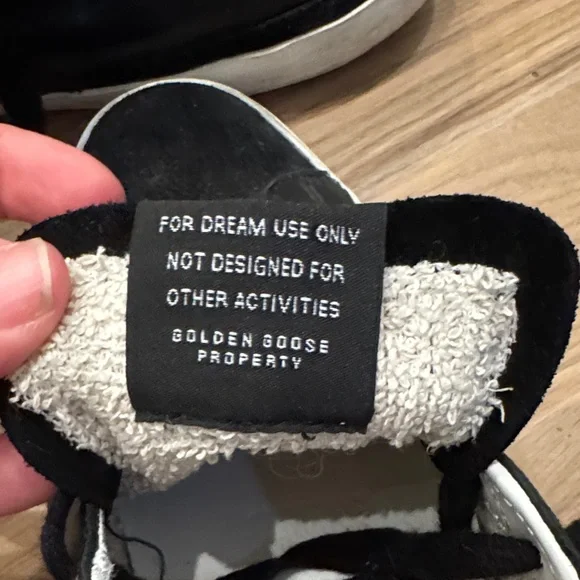 FOR DREAM USE ONLY
NOT DESIGNED FOR
OTHER ACTIVITIES
GOLDEN GOOSE
PROPERTY